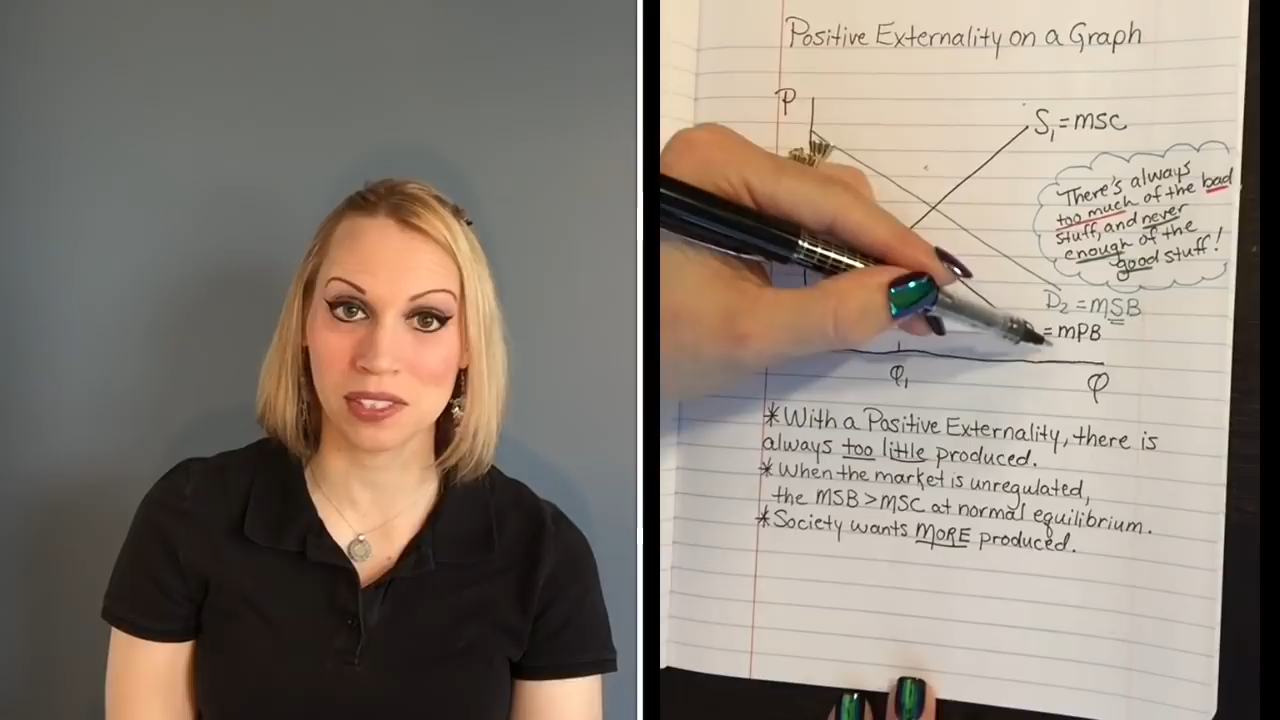 Positive Externality on a Graph
P
S₁ = MSC
There's always
too much of the bad
stuff, and never
enough of the
good stuff!
D₂ = MSB
= MPB
Q₁
Q
*With a Positive Externality, there is
always too little produced.
*When the market is unregulated,
the MSB > MSC at normal equilibrium.
*Society wants MORE produced.